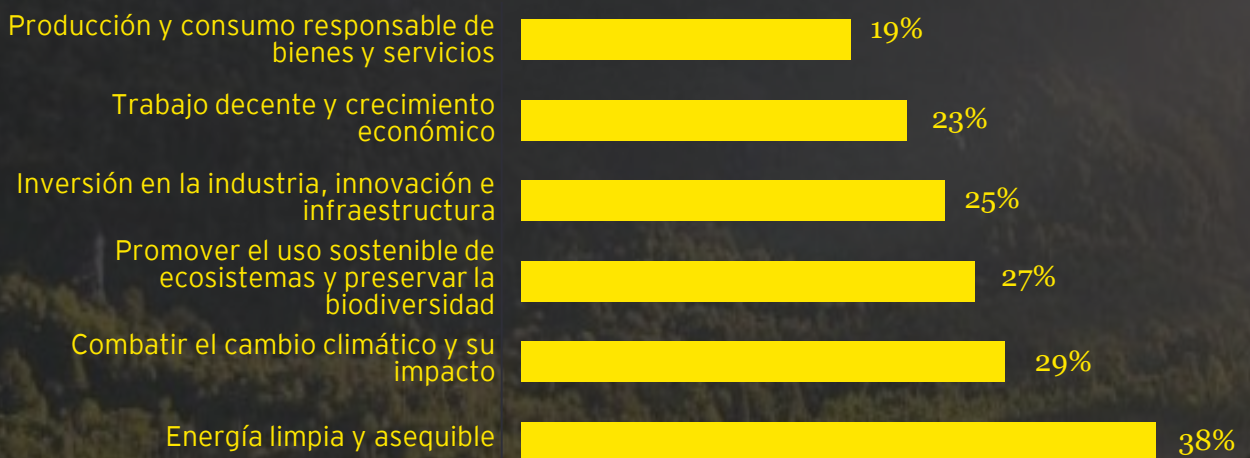 Producción y consumo responsable de
bienes y servicios
19%
Trabajo decente y crecimiento
económico
23%
Inversión en la industria, innovación e
infraestructura
25%
Promover el uso sostenible de
ecosistemas y preservar la
biodiversidad
27%
Combatir el cambio climático y su
impacto
29%
Energía limpia y asequible
38%